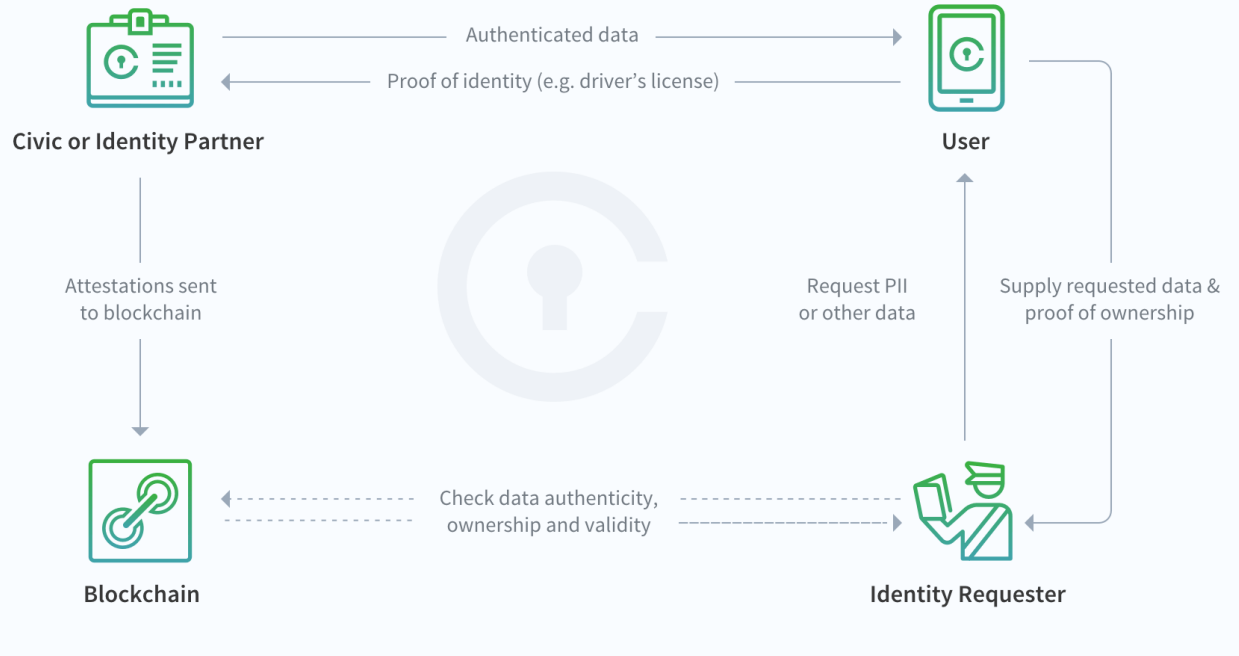 Authenticated data
Proof of identity (e.g. driver’s license)
Civic or Identity Partner
User
Attestations sent
to blockchain
Request PII
or other data
Supply requested data &
proof of ownership
Check data authenticity,
ownership and validity
Blockchain
Identity Requester